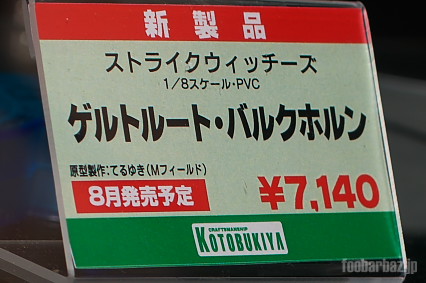 新製品
ストライクウィッチーズ
1/8スケール・PVC
ゲルトルート・バルクホルン
原型製作：てるゆき(Mフィールド)
8月発売予定
¥7,140
CRAFTSMANSHIP
KOTOBUKIYA
foobarbaz.jp